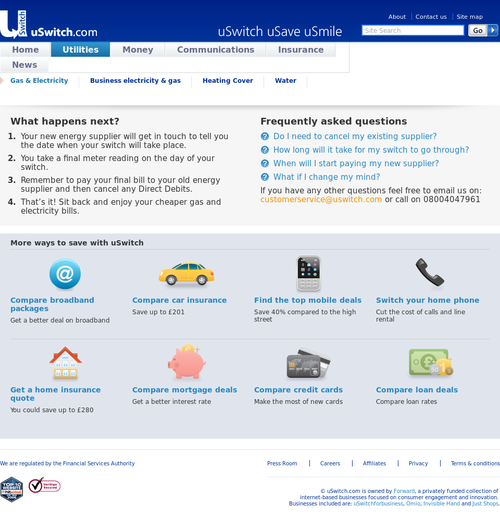 About | Contact us | Site map
uSwitch
uSwitch.com
uSwitch uSave uSmile
Site Search
Go
Home
Utilities
Money
Communications
Insurance
News
Gas & Electricity
Business electricity & gas
Heating Cover
Water
What happens next?
1. Your new energy supplier will get in touch to tell you
the date when your switch will take place.
2. You take a final meter reading on the day of your
switch.
3. Remember to pay your final bill to your old energy
supplier and then cancel any Direct Debits.
4. That's it! Sit back and enjoy your cheaper gas and
electricity bills.
Frequently asked questions
Do I need to cancel my existing supplier?
How long will it take for my switch to go through?
When will I start paying my new supplier?
What if I change my mind?
If you have any other questions feel free to email us on:
customerservice@uswitch.com or call on 08004047961
More ways to save with uSwitch
Compare broadband
packages
Get a better deal on broadband
Compare car insurance
Save up to £201
Find the top mobile deals
Save 40% compared to the high
street
Switch your home phone
Cut the cost of calls and line
rental
Get a home insurance
quote
You could save up to £280
Compare mortgage deals
Get a better interest rate
Compare credit cards
Make the most of new cards
Compare loan deals
Compare loan rates
We are regulated by the Financial Services Authority
Press Room | Careers | Affiliates | Privacy | Terms & conditions
TOP 10
WEBSITE
© uSwitch.com is owned by Forward, a privately funded collection of
internet-based businesses focused on consumer engagement and innovation.
Businesses included are: uSwitchforbusiness, Omio, Invisible Hand and Just Shops.